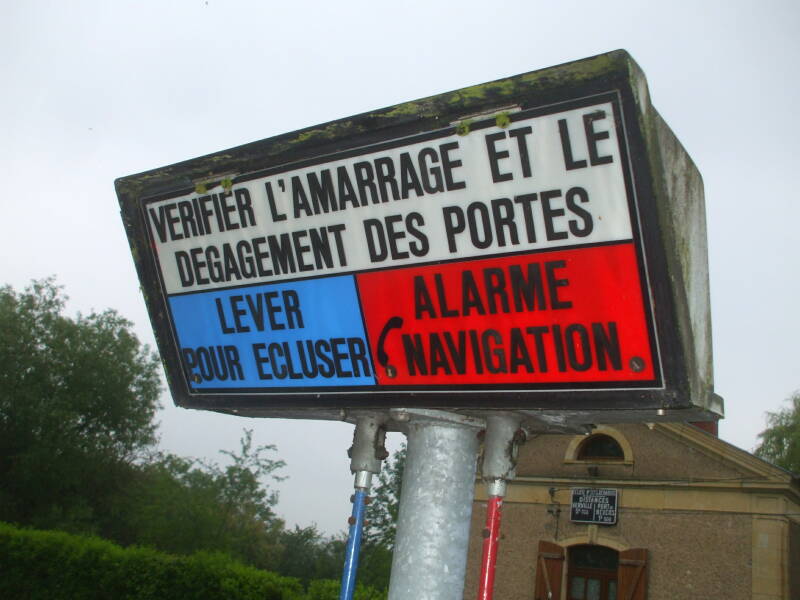 VERIFIER L'AMARRAGE ET LE
DEGAGEMENT DES PORTES
LEVER
POUR ECLUSER
ALARME
NAVIGATION
DISTANCES